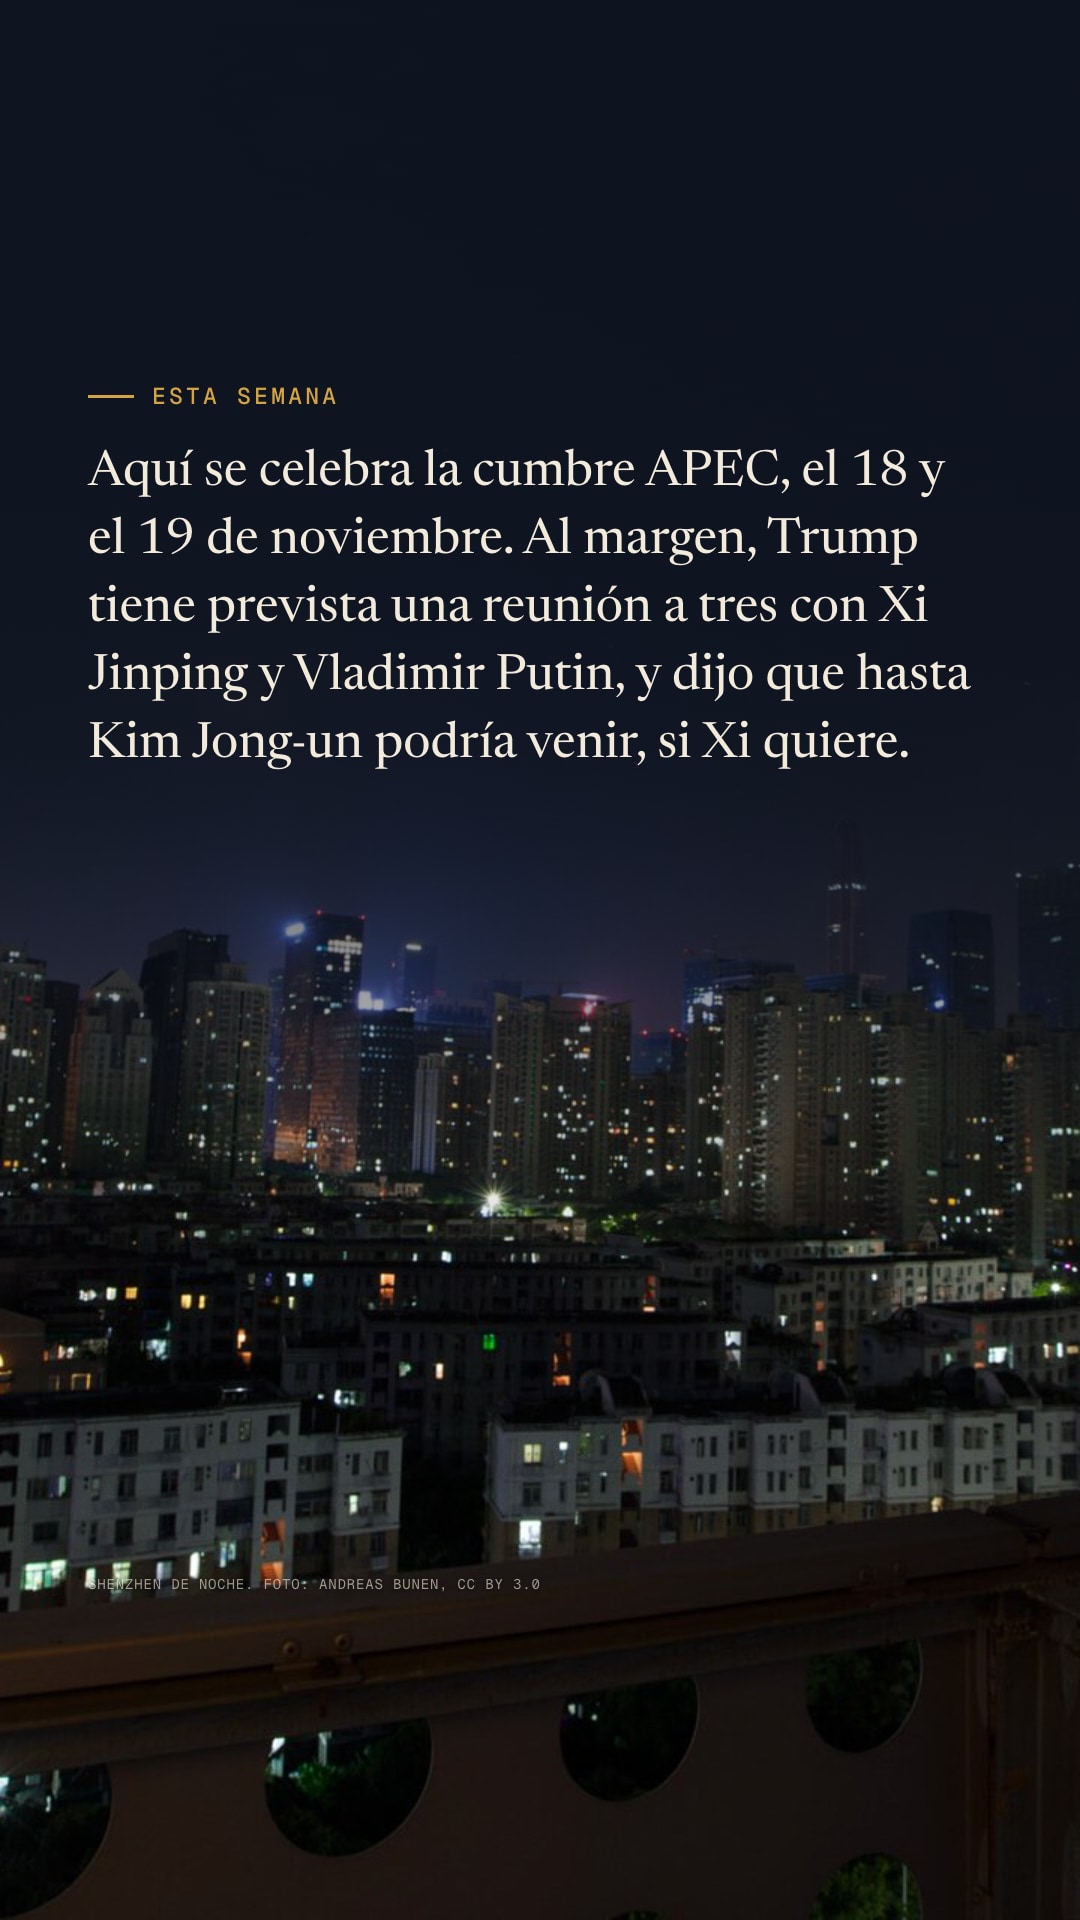 ESTA SEMANA
Aquí se celebra la cumbre APEC, el 18 y
el 19 de noviembre. Al margen, Trump
tiene prevista una reunión a tres con Xi
Jinping y Vladimir Putin, y dijo que hasta
Kim Jong-un podría venir, si Xi quiere.
SHENZHEN DE NOCHE. FOTO: ANDREAS BUNEN, CC BY 3.0